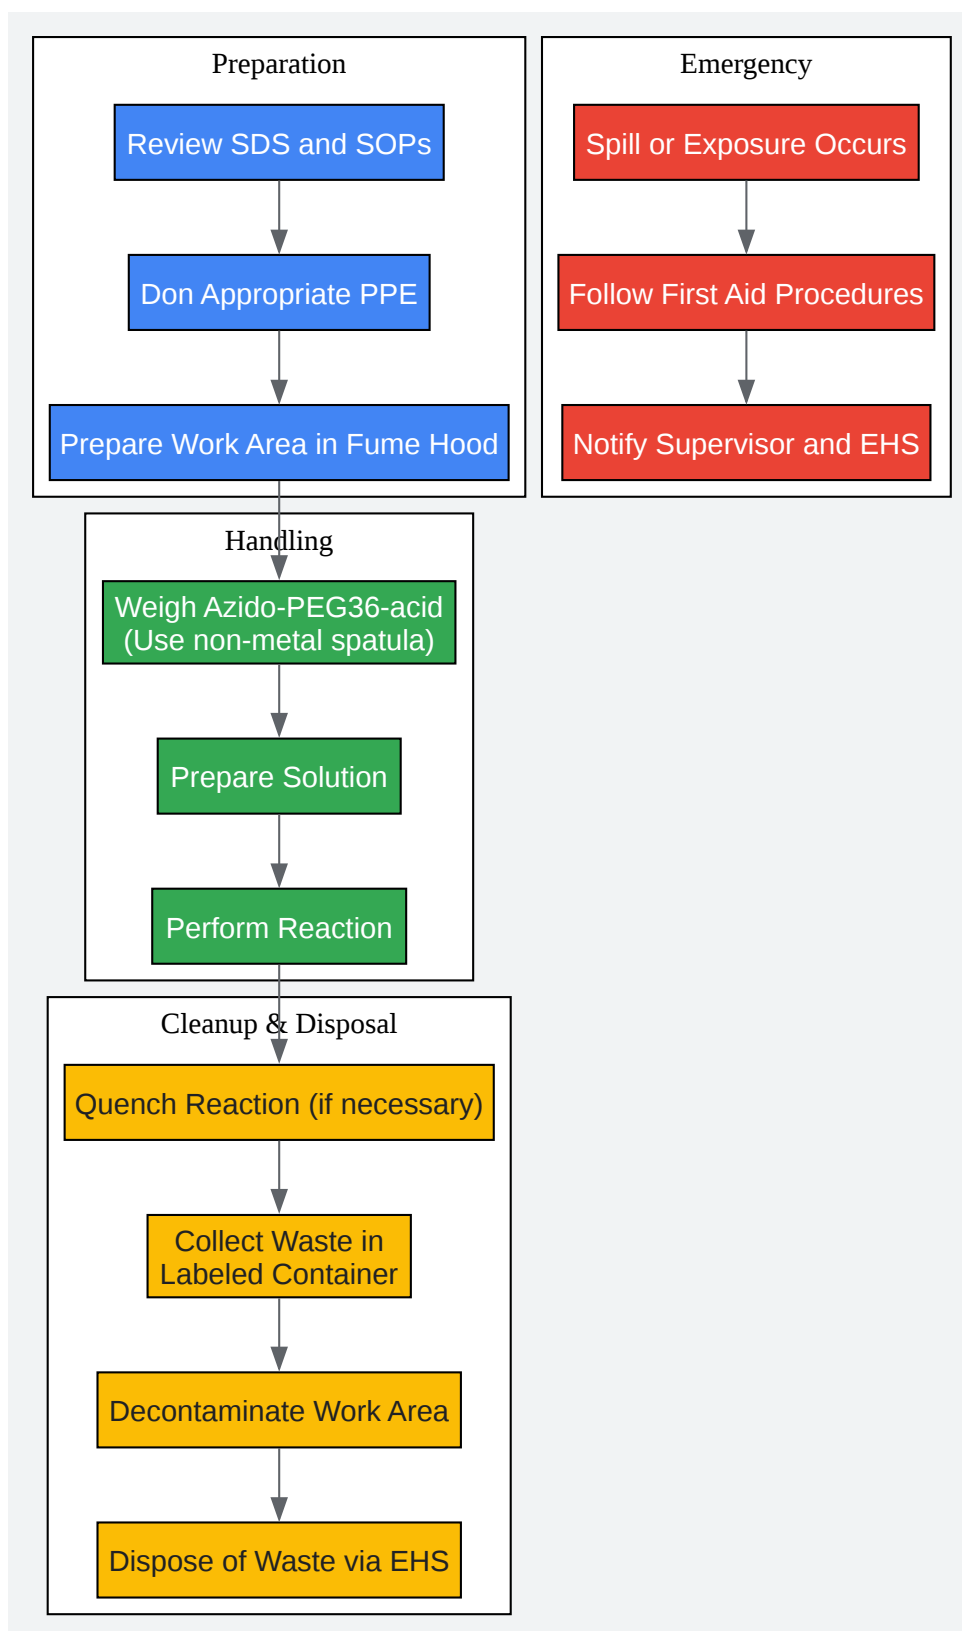 Preparation
Review SDS and SOPs
Don Appropriate PPE
Prepare Work Area in Fume Hood
Emergency
Spill or Exposure Occurs
Follow First Aid Procedures
Notify Supervisor and EHS
Handling
Weigh Azido-PEG36-acid
(Use non-metal spatula)
Prepare Solution
Perform Reaction
Cleanup & Disposal
Quench Reaction (if necessary)
Collect Waste in
Labeled Container
Decontaminate Work Area
Dispose of Waste via EHS